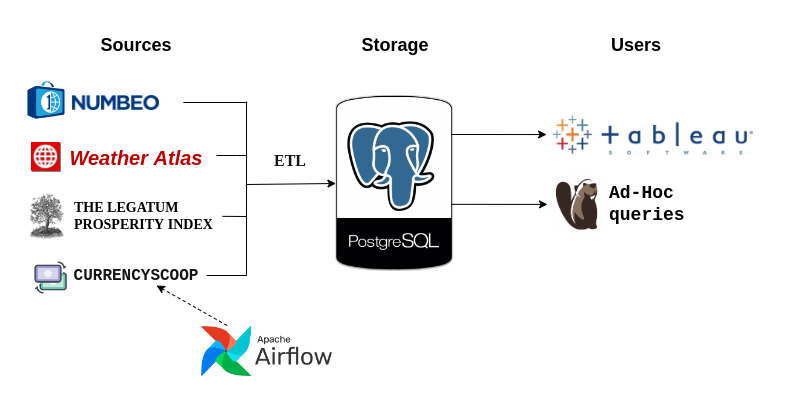 Sources
Storage
Users
NUMBEO
Weather Atlas
THE LEGATUM
PROSPERITY INDEX
CURRENCYSCOOP
ETL
PostgreSQL
+ableau
SOFTWARE
Ad-Hoc
queries
Apache
Airflow